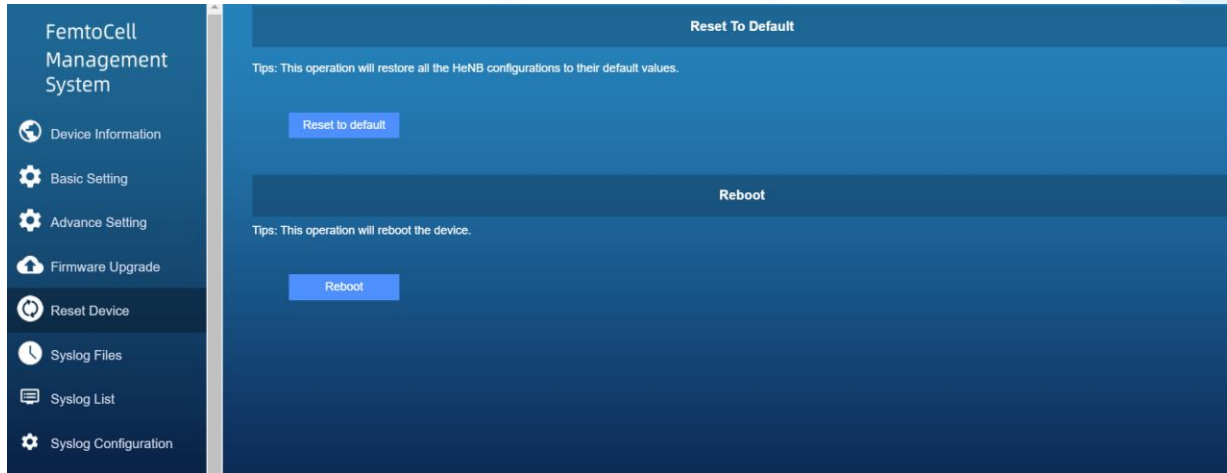 FemtoCell
Management
System
Device Information
Basic Setting
Advance Setting
Firmware Upgrade
Reset Device
Syslog Files
Syslog List
Syslog Configuration
Reset To Default
Tips: This operation will restore all the HeNB configurations to their default values.
Reset to default
Reboot
Tips: This operation will reboot the device.
Reboot